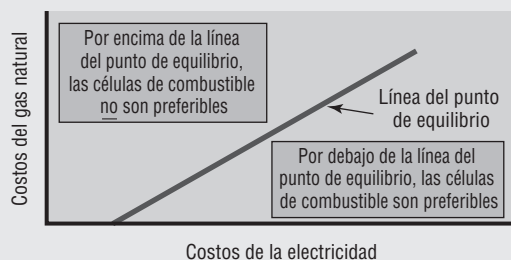 Costos del gas natural
Por encima de la línea
del punto de equilibrio,
las células de combustible
no son preferibles
Línea del punto
de equilibrio
Por debajo de la línea del
punto de equilibrio, las células
de combustible son preferibles
Costos de la electricidad